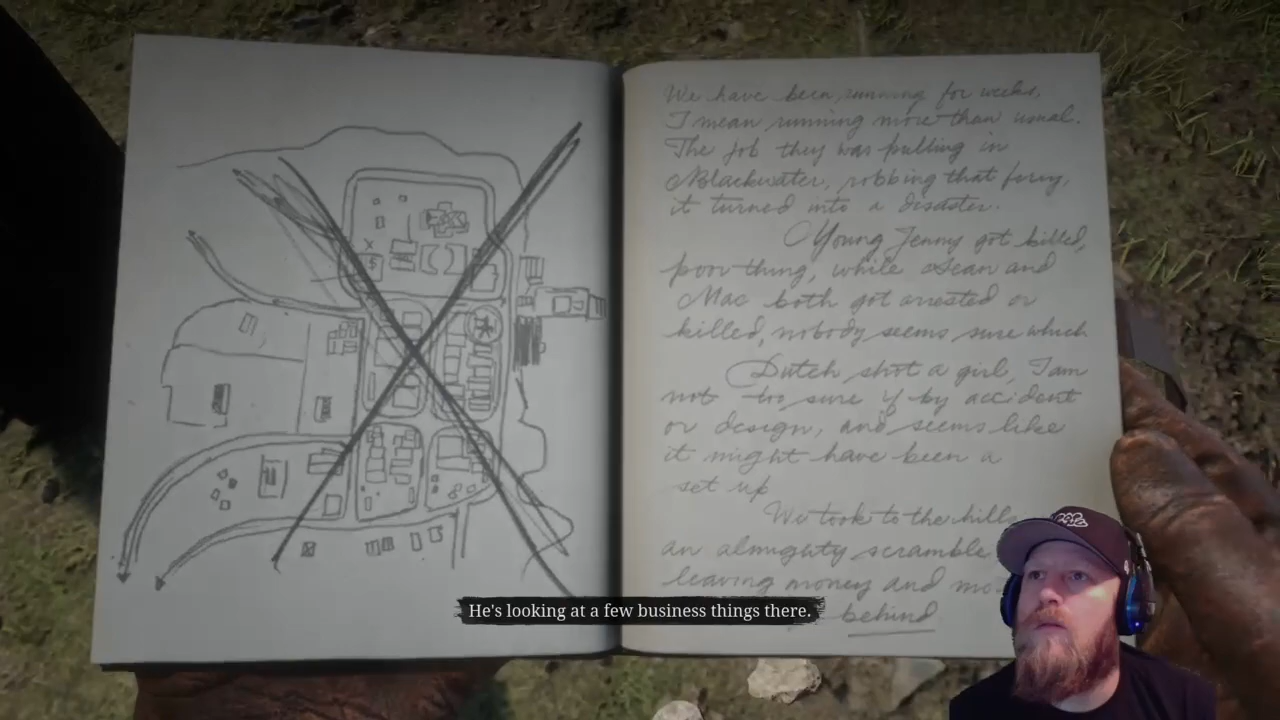 We have been running for weeks,
I mean running more than usual.
The job they was pulling in
Blackwater, robbing that ferry,
it turned into a disaster.
Young Jenny got killed,
poor thing, while Sean and
Mac both got arrested or
killed, nobody seems sure which
Dutch shot a girl, I am
not too sure if by accident
or design, and seems like
it might have been a
set up
We took to the hills
an almighty scramble
leaving money and
behind
He's looking at a few business things there.